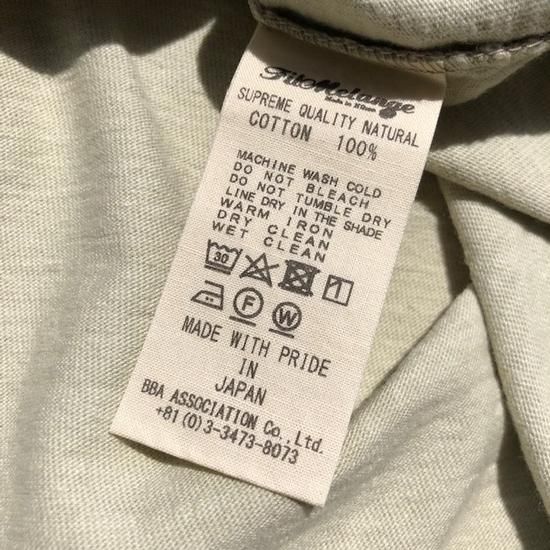 FilMelange
SUPREME QUALITY NATURAL
COTTON 100%
MACHINE WASH COLD
DO NOT BLEACH
DO NOT TUMBLE DRY
LINE DRY IN THE SHADE
WARM IRON
DRY CLEAN
WET CLEAN
30
F W
MADE WITH PRIDE
IN
JAPAN
BBA ASSOCIATION Co.,Ltd.
+81(0)3-3473-8073